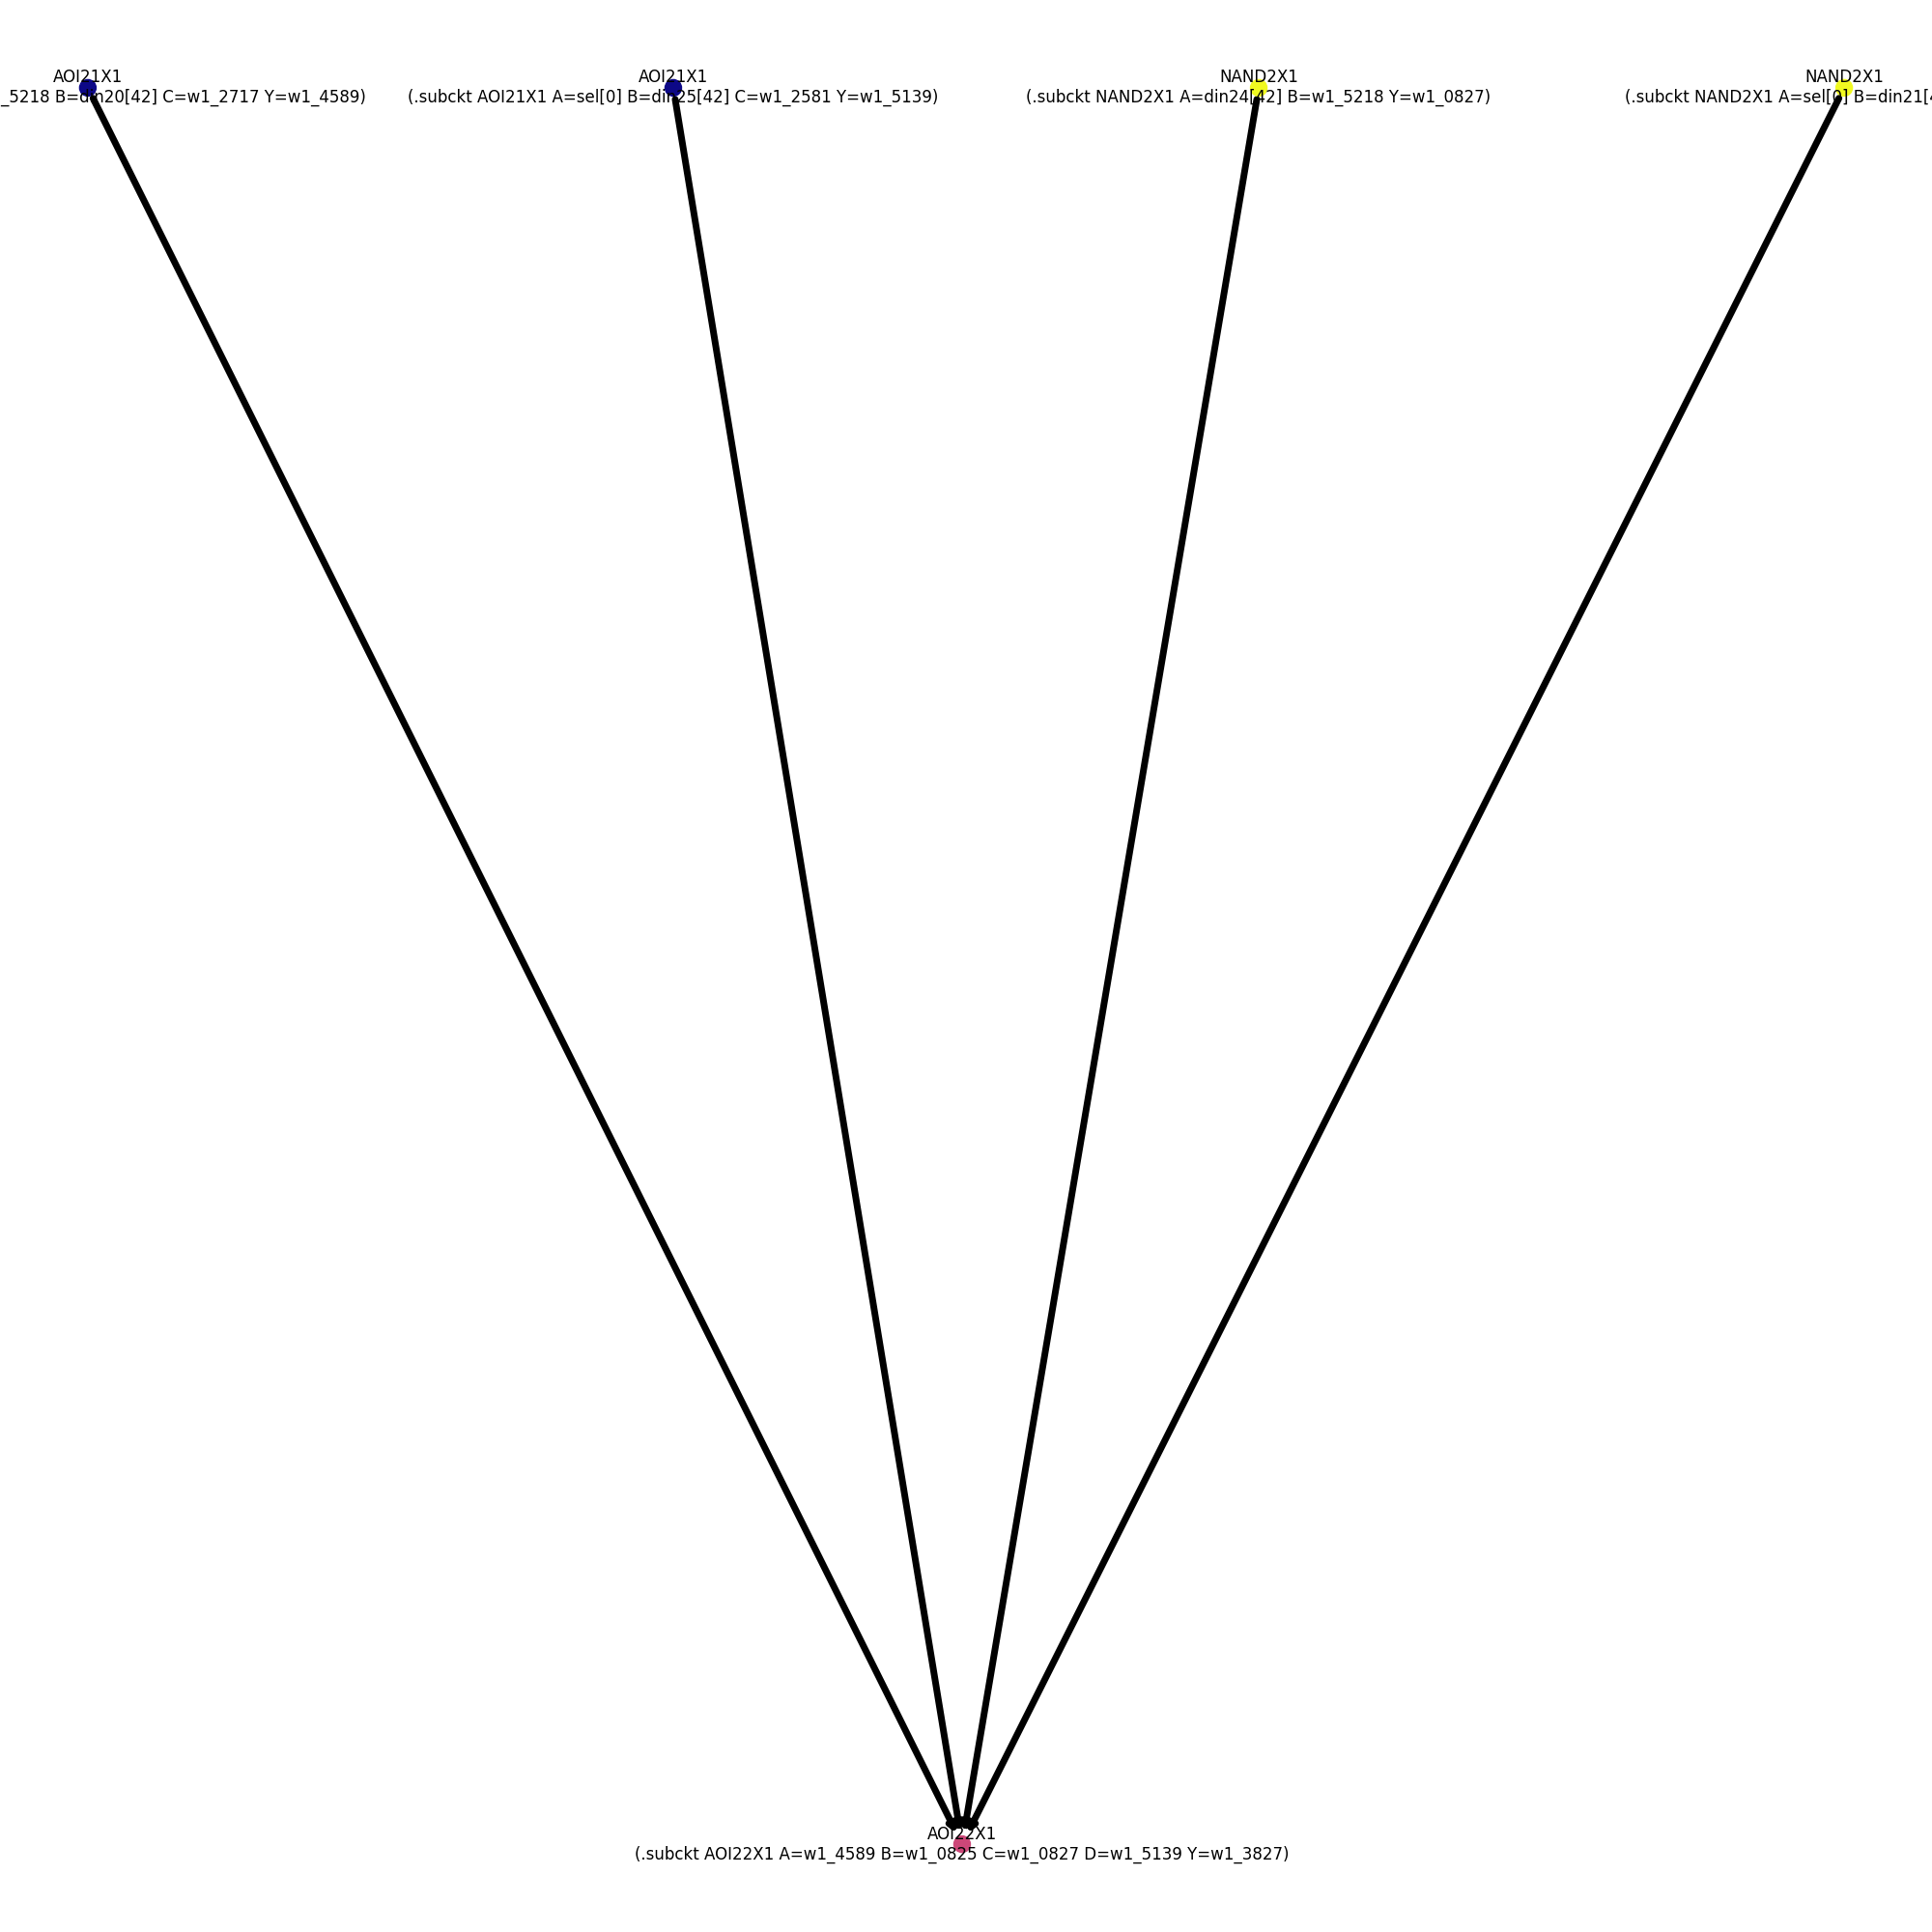 AOI21X1
_5218 B=din20[42] C=w1_2717 Y=w1_4589)
AOI21X1
(.subckt AOI21X1 A=sel[0] B=din25[42] C=w1_2581 Y=w1_5139)
NAND2X1
(.subckt NAND2X1 A=din24[42] B=w1_5218 Y=w1_0827)
NAND2X1
(.subckt NAND2X1 A=sel[0] B=din21[
AOI22X1
(.subckt AOI22X1 A=w1_4589 B=w1_0825 C=w1_0827 D=w1_5139 Y=w1_3827)